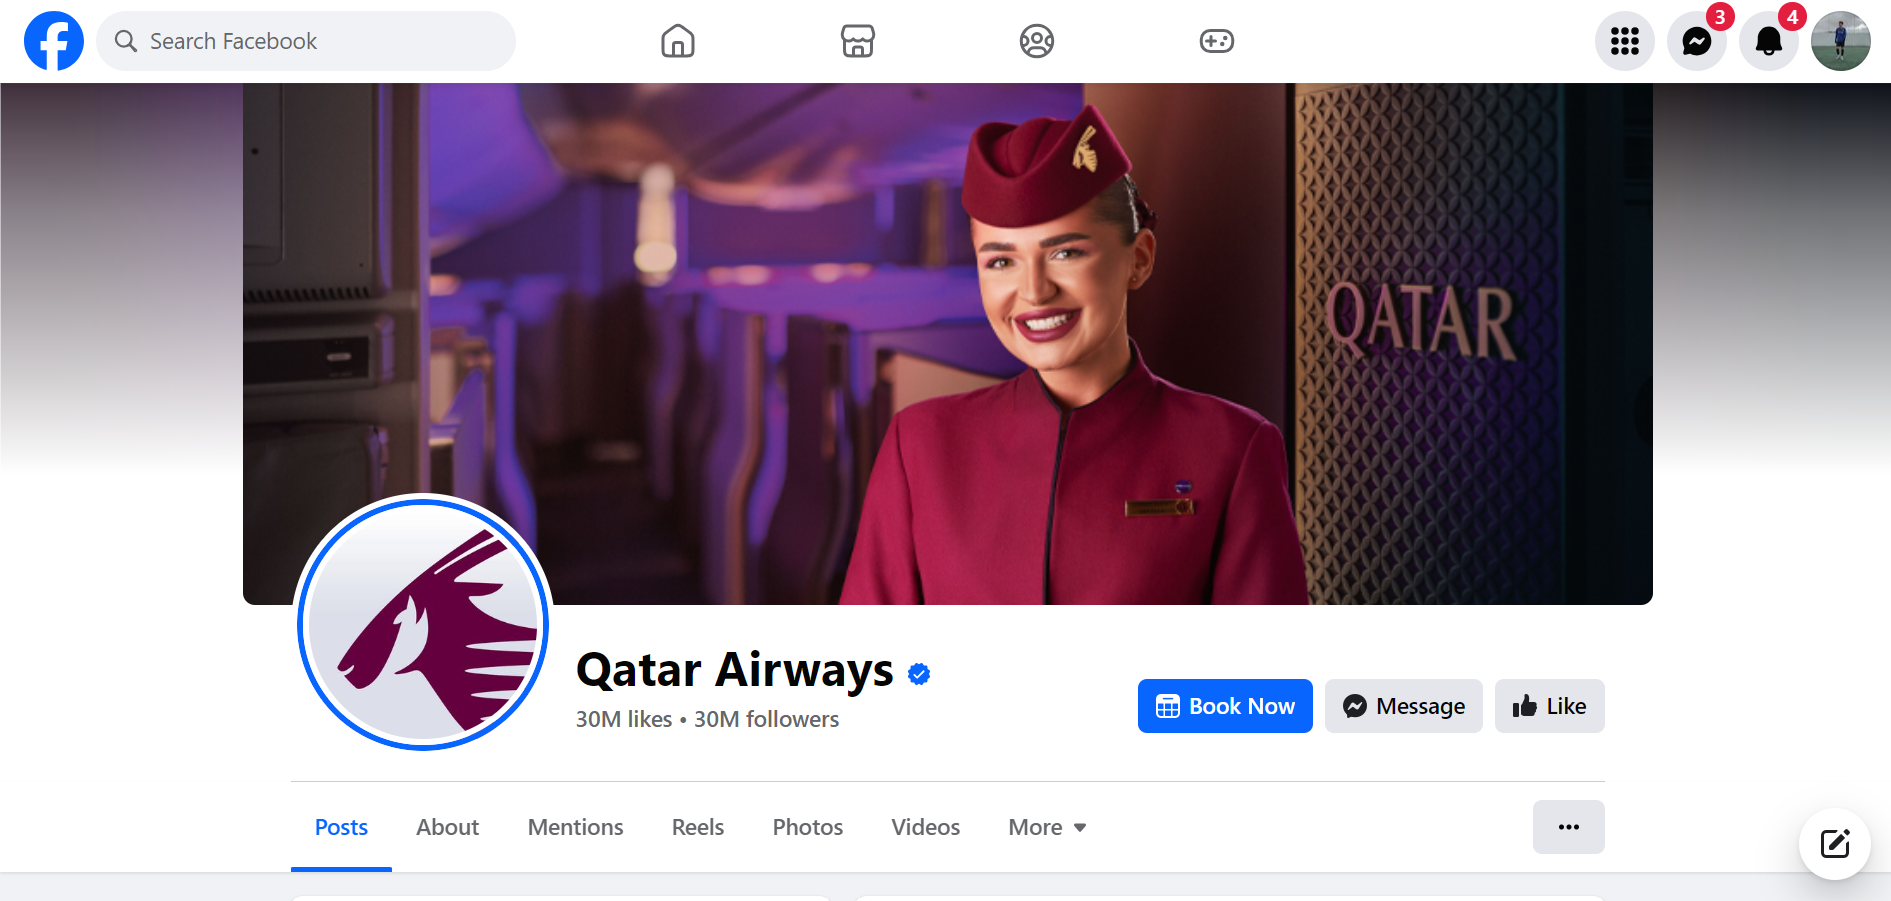 Search Facebook
3
4
QATAR
Qatar Airways
30M likes • 30M followers
Book Now
Message
Like
Posts
About
Mentions
Reels
Photos
Videos
More